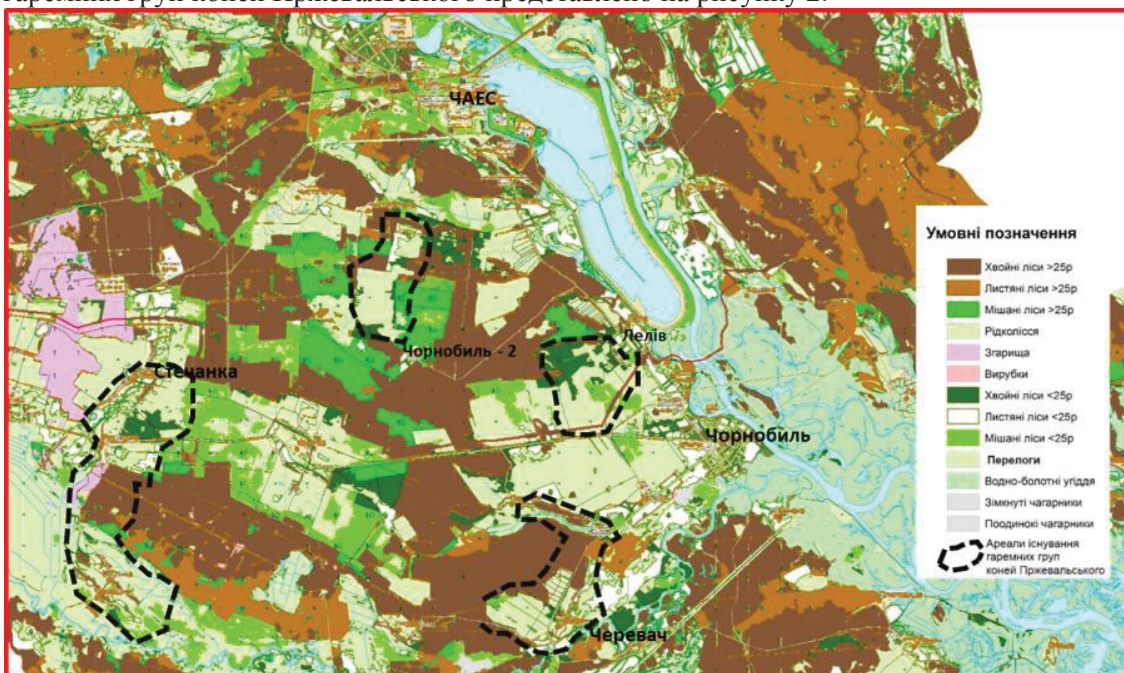 гаремних груп коней Пржевальського представлено на рисунку 2.
ЧАЕС
Чорнобиль - 2
Лелів
Стечанка
Чорнобиль
Черевач
Умовні позначення
Хвойні ліси >25р
Листяні ліси >25р
Мішані ліси >25р
Рідколісся
Згарища
Вирубки
Хвойні ліси <25р
Листяні ліси <25р
Мішані ліси <25р
Перелоги
Водно-болотні угіддя
Зімкнуті чагарники
Поодинокі чагарники
Ареали існування
гаремних груп
коней Пржевальського